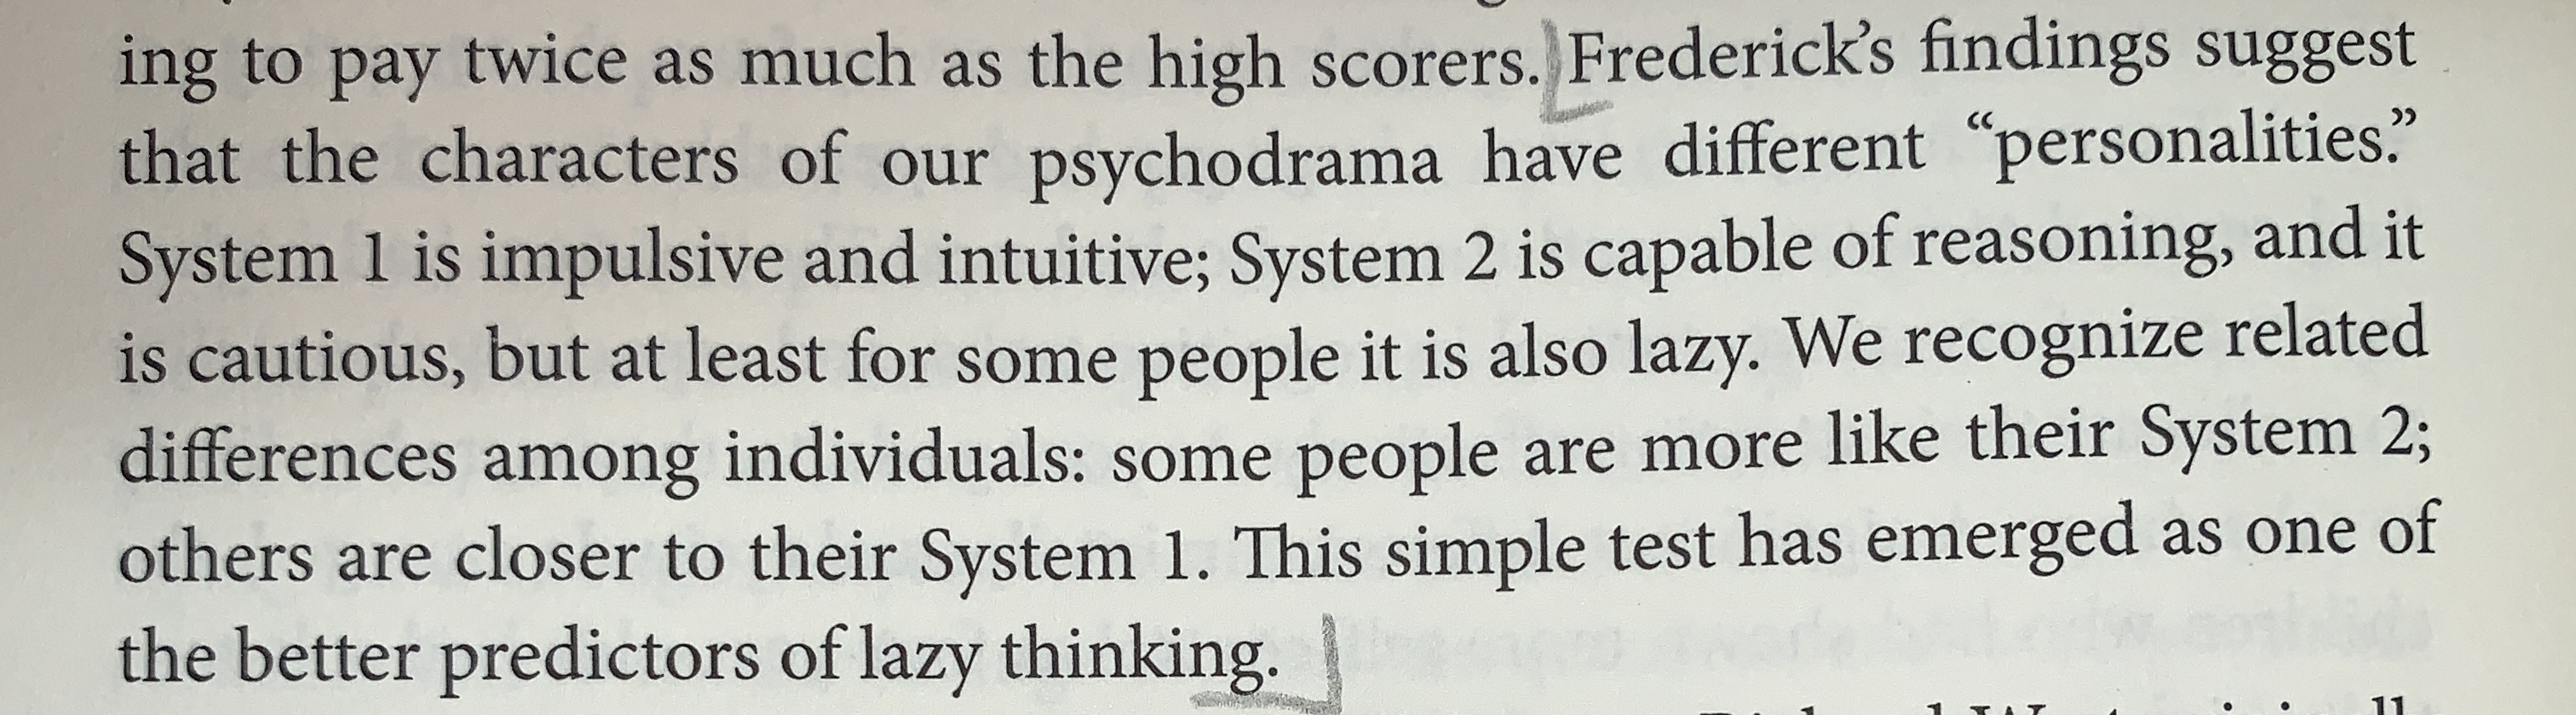 ing to pay twice as much as the high scorers. Frederick’s findings suggest
that the characters of our psychodrama have different “personalities.”
System 1 is impulsive and intuitive; System 2 is capable of reasoning, and it
is cautious, but at least for some people it is also lazy. We recognize related
differences among individuals: some people are more like their System 2;
others are closer to their System 1. This simple test has emerged as one of
the better predictors of lazy thinking.